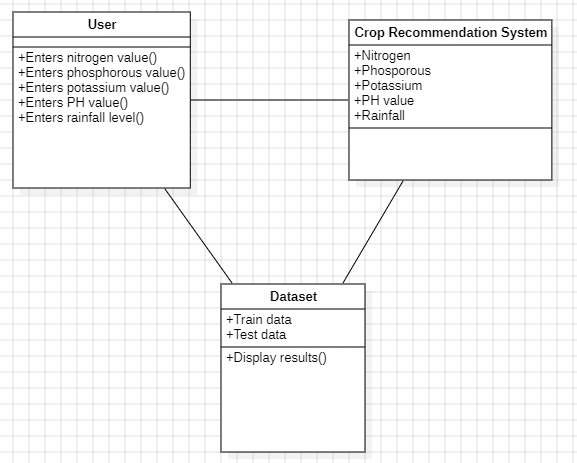 User
+Enters nitrogen value()
+Enters phosphorous value()
+Enters potassium value()
+Enters PH value()
+Enters rainfall level()
Crop Recommendation System
+Nitrogen
+Phosporous
+Potassium
+PH value
+Rainfall
Dataset
+Train data
+Test data
+Display results()